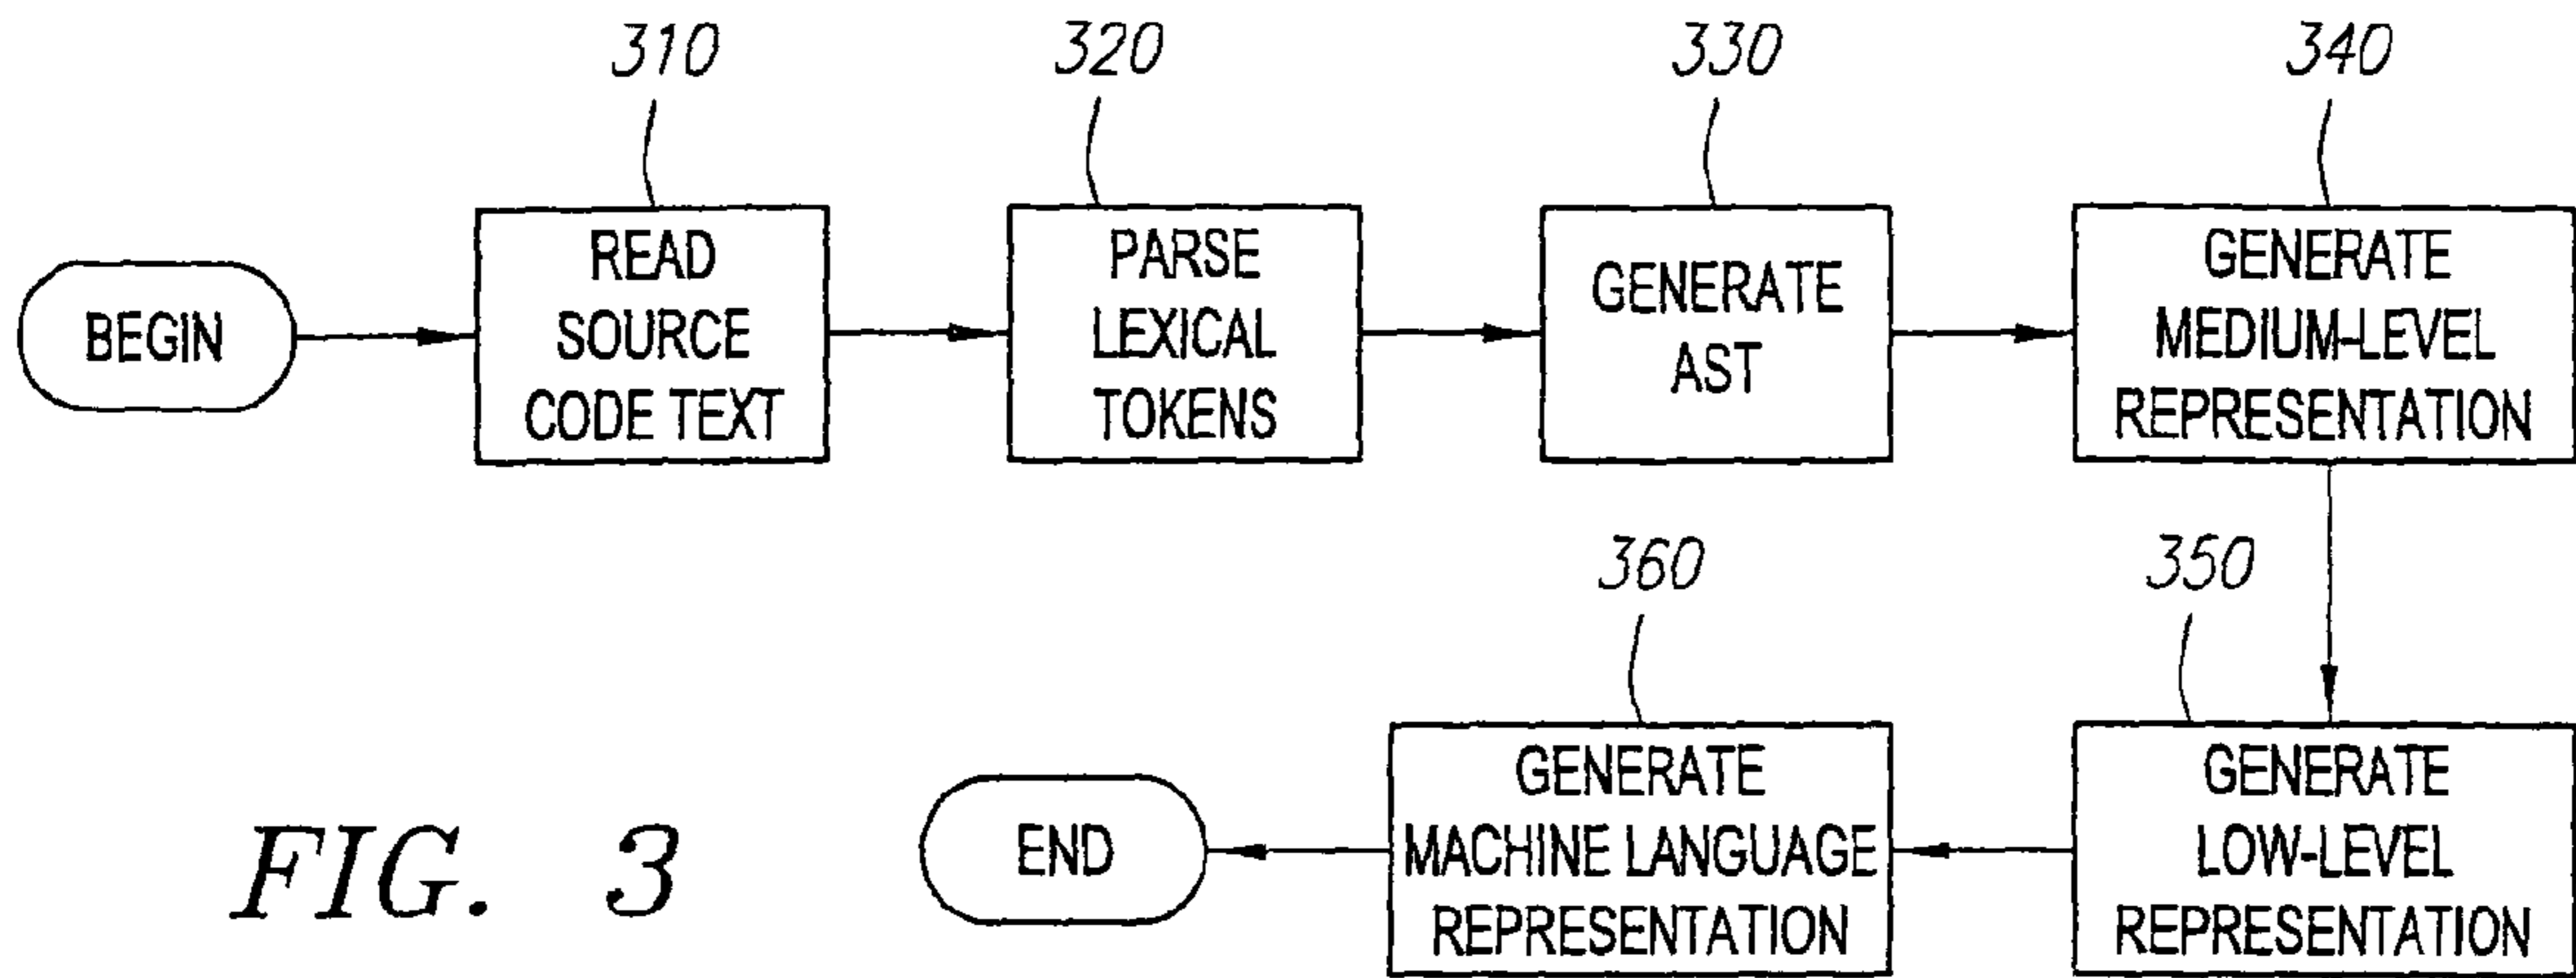 310
320
330
340
BEGIN
READ
SOURCE
CODE TEXT
PARSE
LEXICAL
TOKENS
GENERATE
AST
GENERATE
MEDIUM-LEVEL
REPRESENTATION
350
GENERATE
LOW-LEVEL
REPRESENTATION
360
GENERATE
MACHINE LANGUAGE
REPRESENTATION
END
FIG. 3